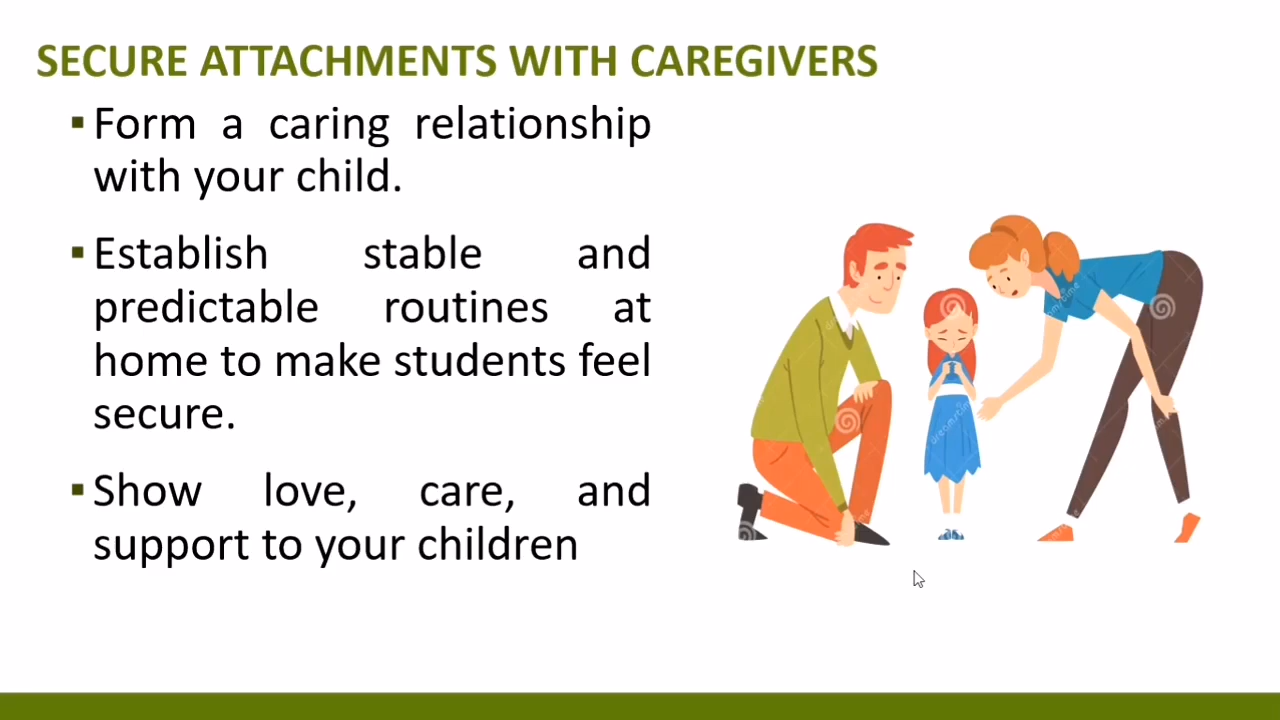 SECURE ATTACHMENTS WITH CAREGIVERS
▪ Form a caring relationship
with your child.
▪ Establish stable and
predictable routines at
home to make students feel
secure.
▪ Show love, care, and
support to your children